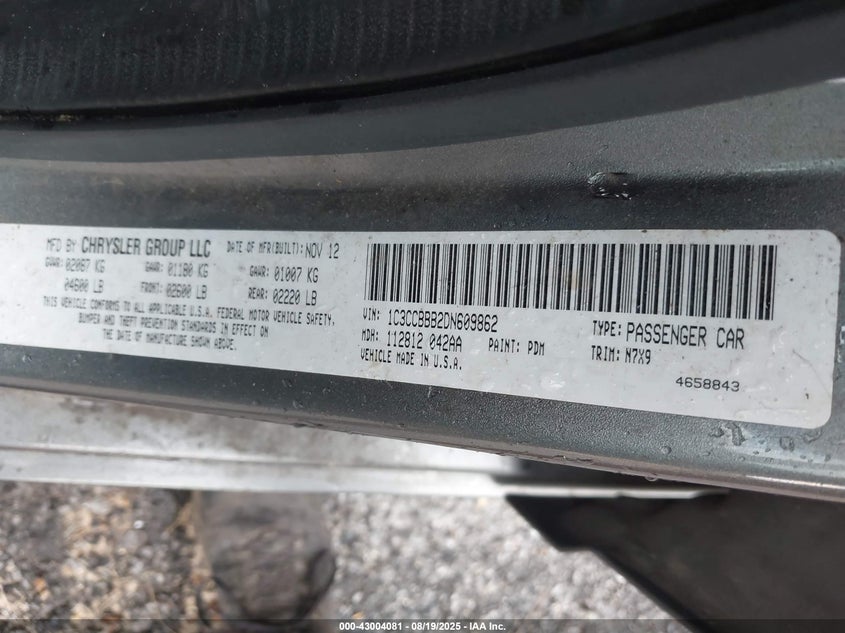 MFD BY CHRYSLER GROUP LLC DATE OF MFR(BUILT): NOV 12
GVWR: 02087 KG GAWR: 01180 KG GAWR: 01007 KG
04600 LB FRONT: 02600 LB REAR: 02220 LB
THIS VEHICLE CONFORMS TO ALL APPLICABLE U.S.A. FEDERAL MOTOR VEHICLE SAFETY,
BUMPER AND THEFT PREVENTION STANDARDS IN EFFECT ON
THE DATE OF MANUFACTURE SHOWN ABOVE.
VIN: 1C3CCBBB2DN609862 TYPE: PASSENGER CAR
MDH: 112812 042AA PAINT: PDM TRIM: N7X9
VEHICLE MADE IN U.S.A.
4658843
000-43004081 - 08/19/2025 - IAA Inc.